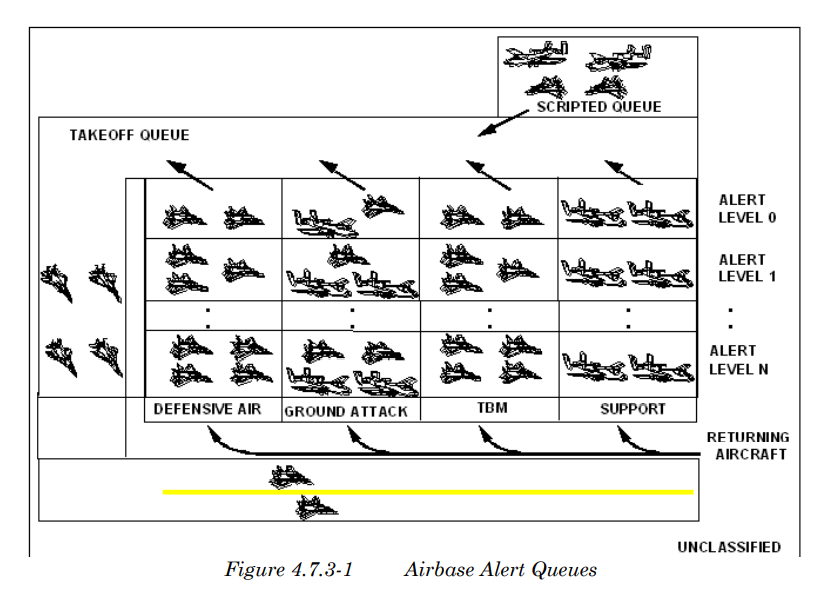 SCRIPTED QUEUE
TAKEOFF QUEUE
ALERT
LEVEL 0
ALERT
LEVEL 1
ALERT
LEVEL N
DEFENSIVE AIR GROUND ATTACK TBM SUPPORT
RETURNING
AIRCRAFT
UNCLASSIFIED
Figure 4.7.3-1 Airbase Alert Queues